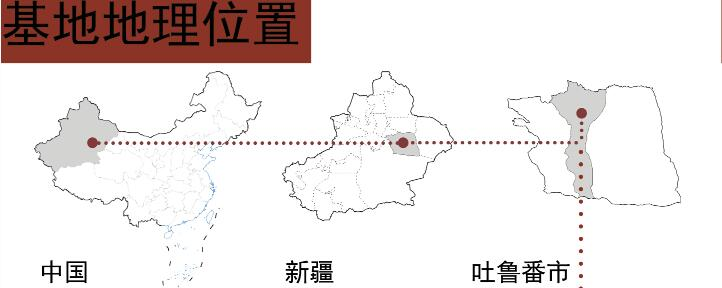 基地地理位置
中国
新疆
吐鲁番市